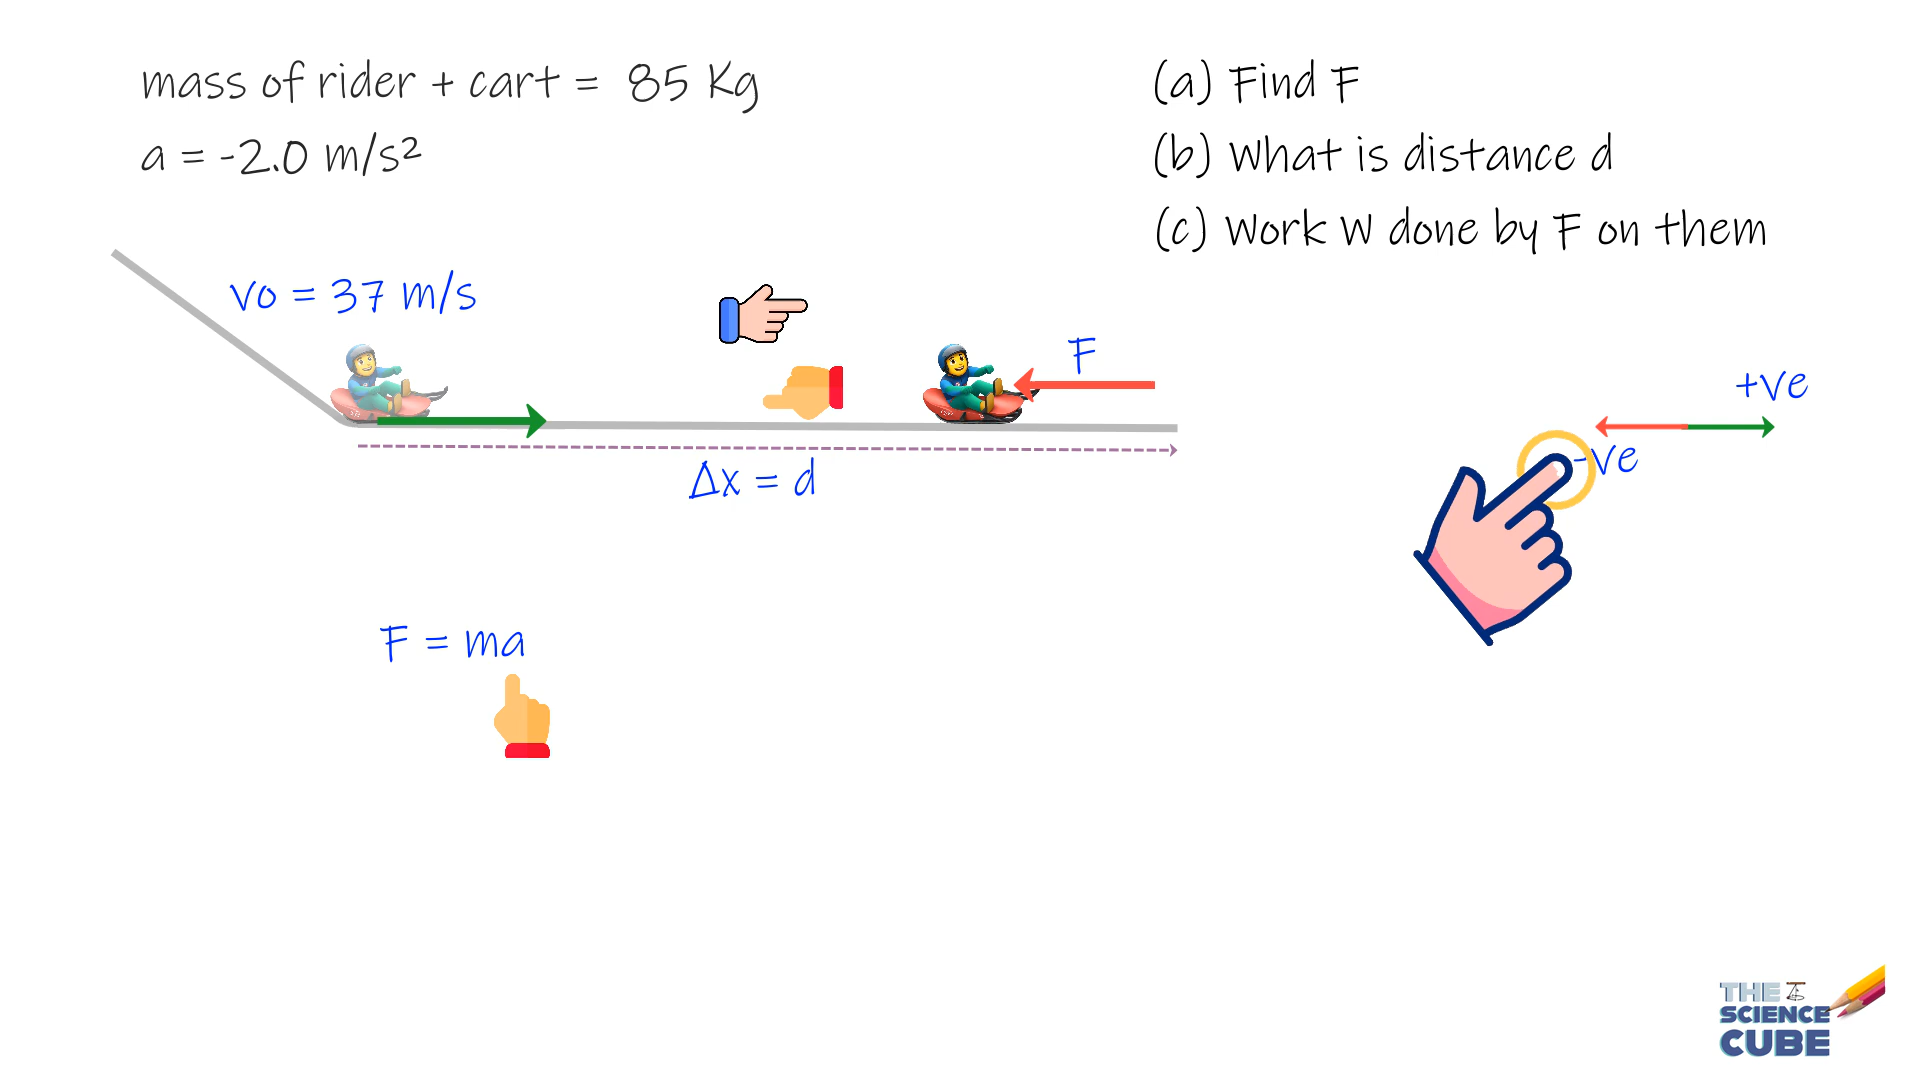 mass of rider + cart = 85 Kg
a = -2.0 m/s²
(a) Find F
(b) What is distance d
(c) Work W done by F on them
vo = 37 m/s
F
+ve
-ve
Δx = d
F = ma
THE
SCIENCE
CUBE